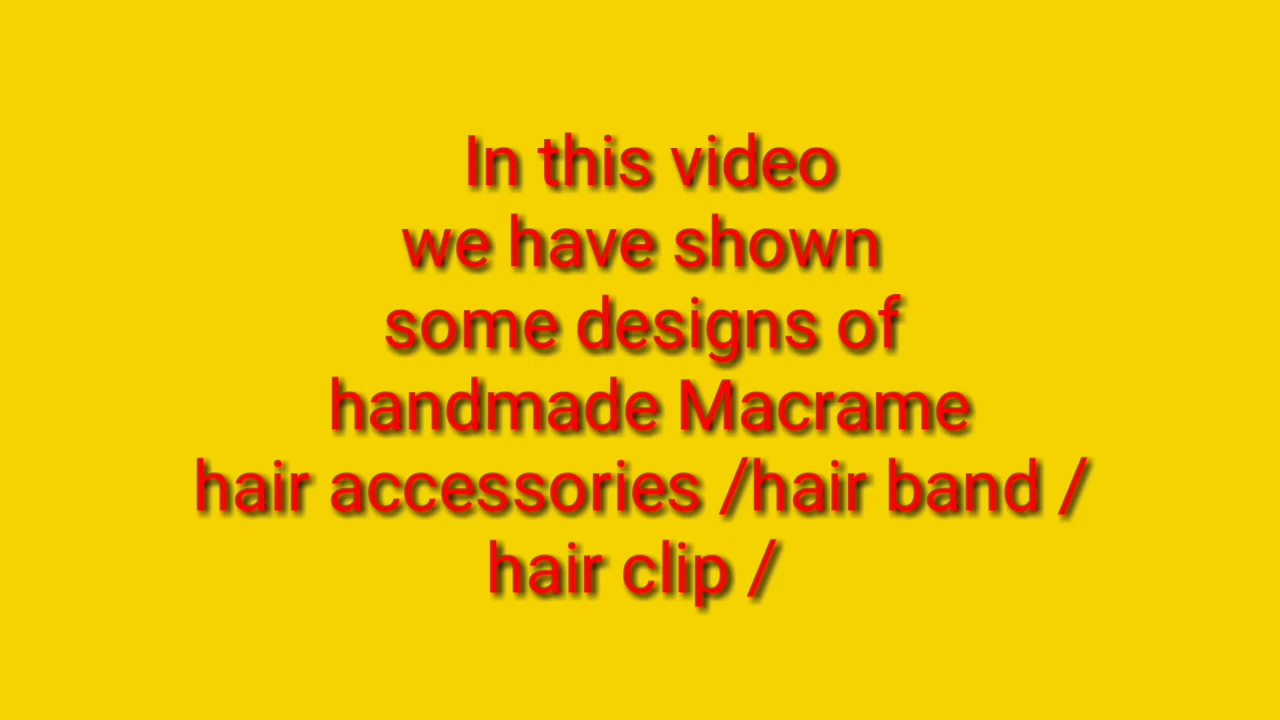 In this video
we have shown
some designs of
handmade Macrame
hair accessories /hair band /
hair clip /